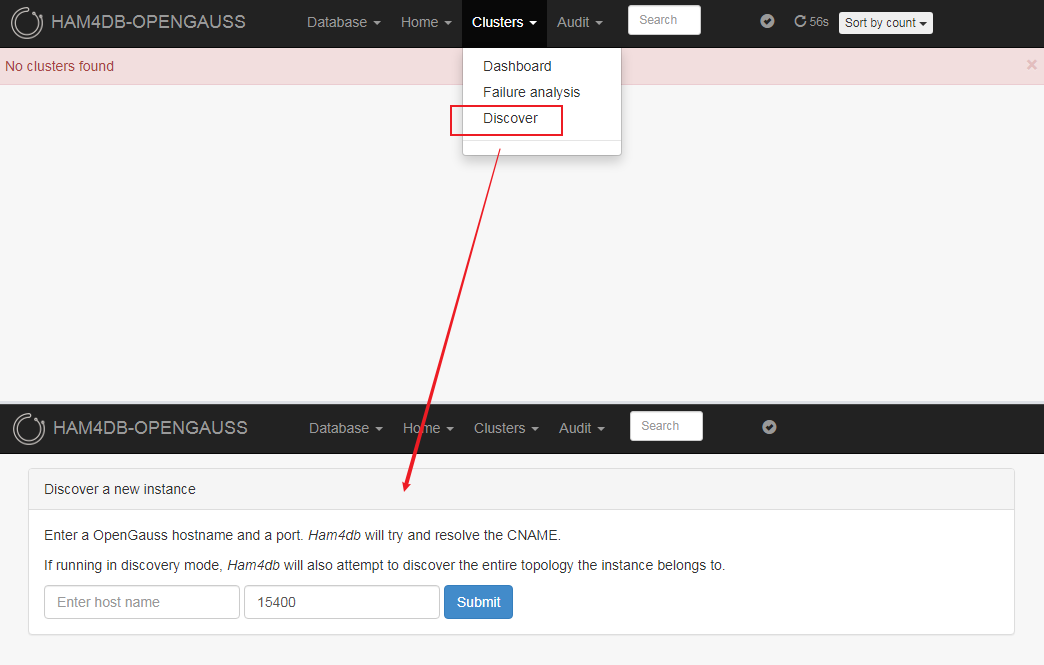 HAM4DB-OPENGAUSS Database Home Clusters Audit Search 56s Sort by count
No clusters found ×
Dashboard
Failure analysis
Discover
HAM4DB-OPENGAUSS Database Home Clusters Audit Search
Discover a new instance
Enter a OpenGauss hostname and a port. Ham4db will try and resolve the CNAME.
If running in discovery mode, Ham4db will also attempt to discover the entire topology the instance belongs to.
Enter host name 15400 Submit